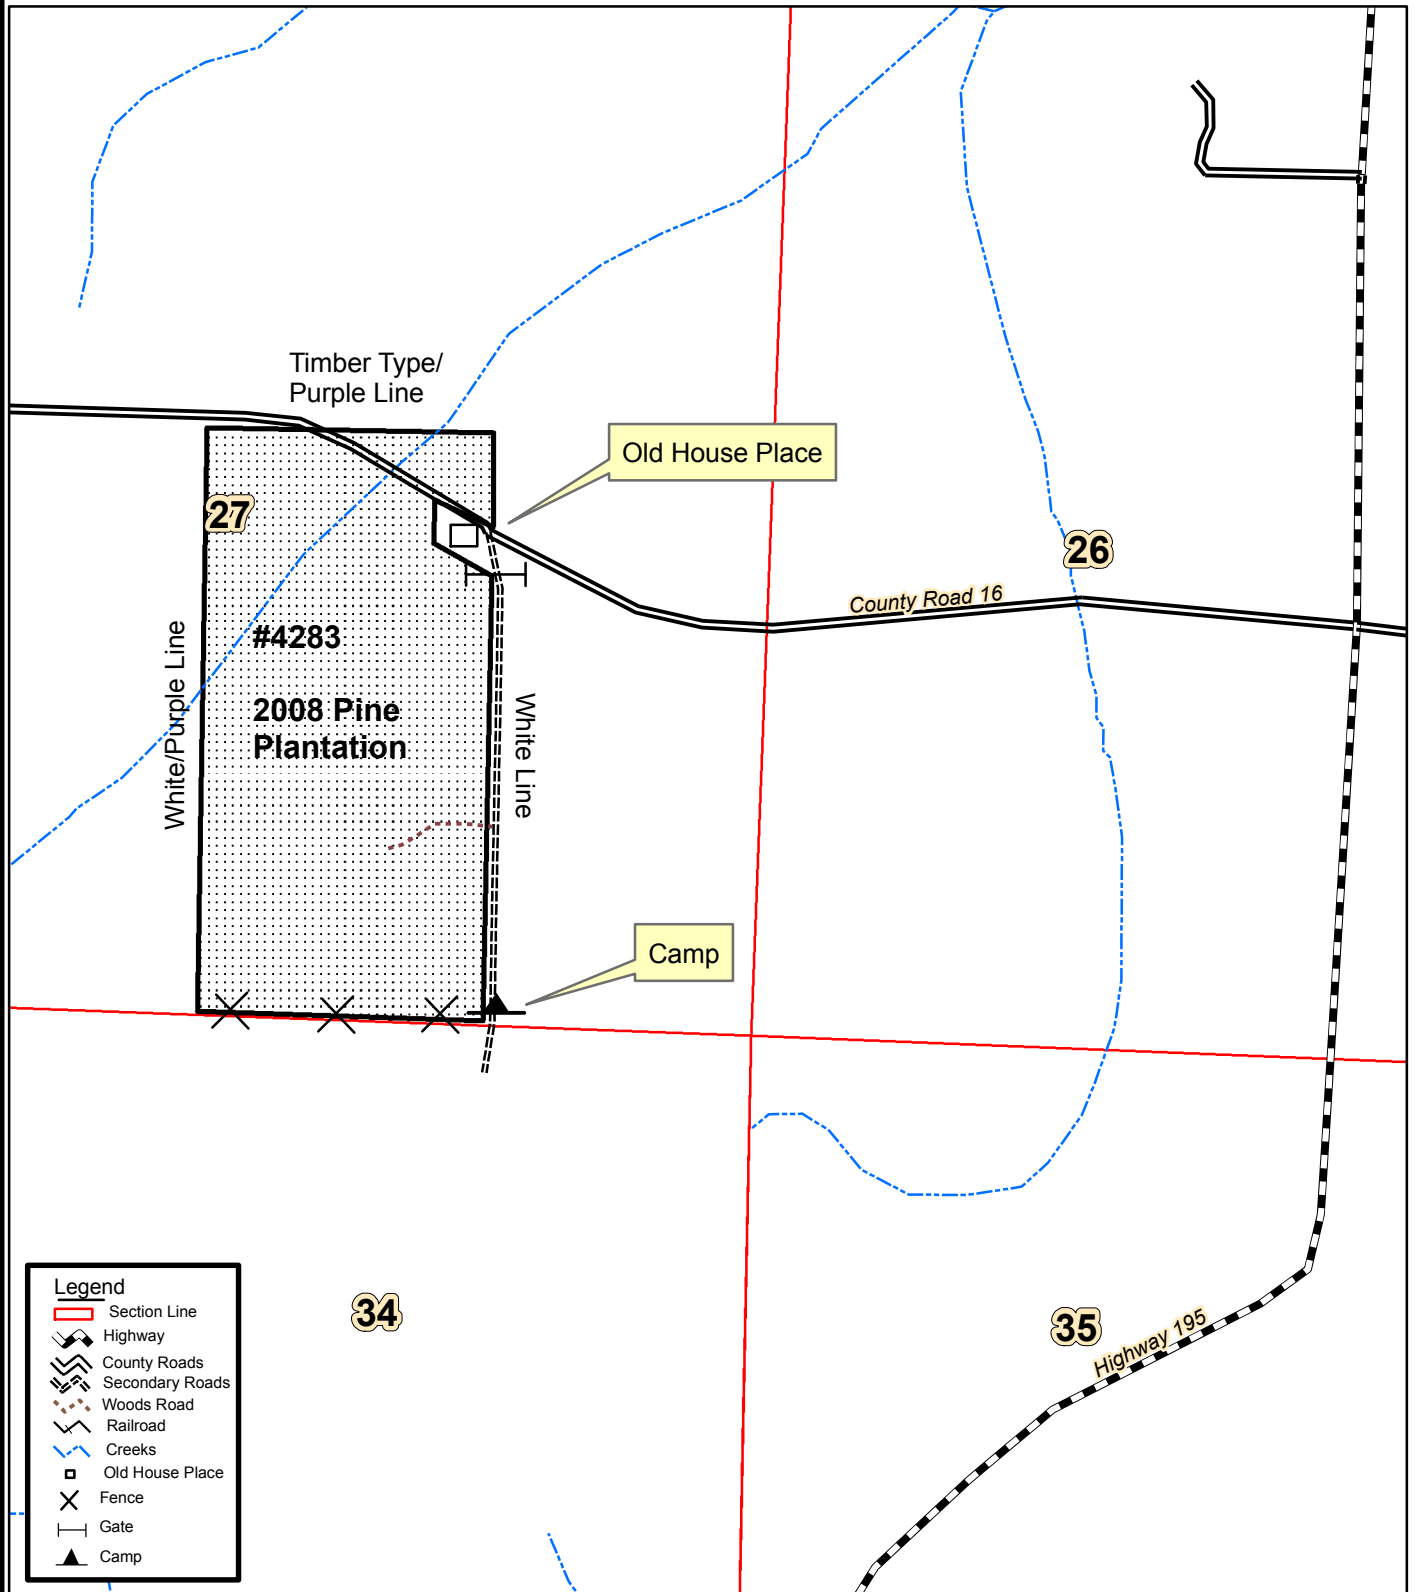 Timber Type/
Purple Line
Old House Place
27
26
County Road 16
#4283
White/Purple Line
2008 Pine
Plantation
White Line
Camp
34
35
Highway 195
Legend
Section Line
Highway
County Roads
Secondary Roads
Woods Road
Railroad
Creeks
Old House Place
Fence
Gate
Camp